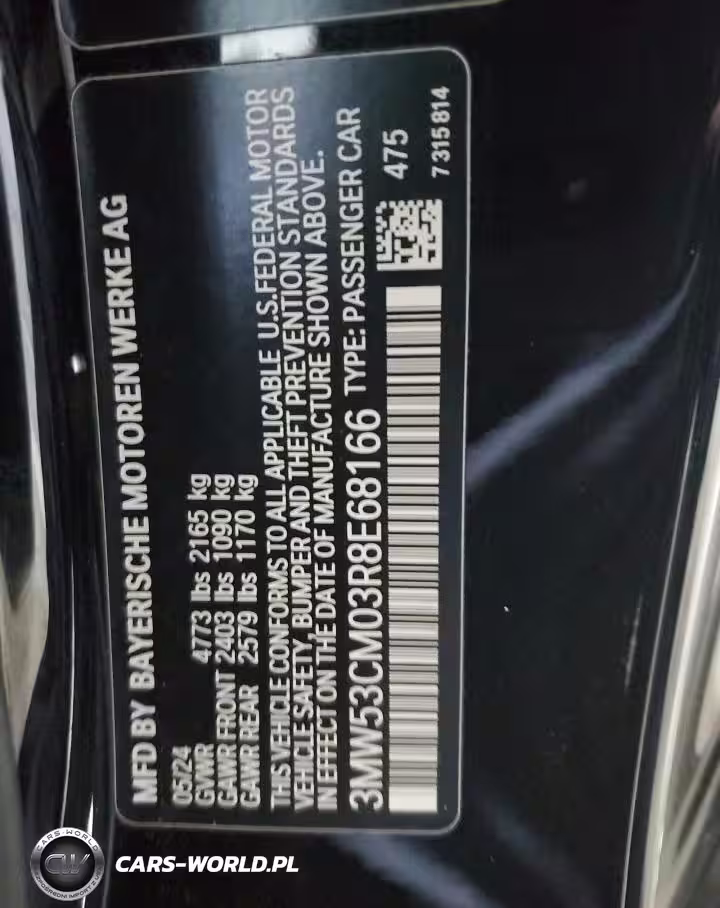 MFD BY BAYERISCHE MOTOREN WERKE AG
05/24
GVWR 4773 lbs 2165 kg
GAWR FRONT 2403 lbs 1090 kg
GAWR REAR 2579 lbs 1170 kg
THIS VEHICLE CONFORMS TO ALL APPLICABLE U.S.FEDERAL MOTOR
VEHICLE SAFETY, BUMPER AND THEFT PREVENTION STANDARDS
IN EFFECT ON THE DATE OF MANUFACTURE SHOWN ABOVE.
3MW53CM03R8E68166 TYPE: PASSENGER CAR
475
7 315 814
CARS-WORLD
CW
CARS-WORLD.PL